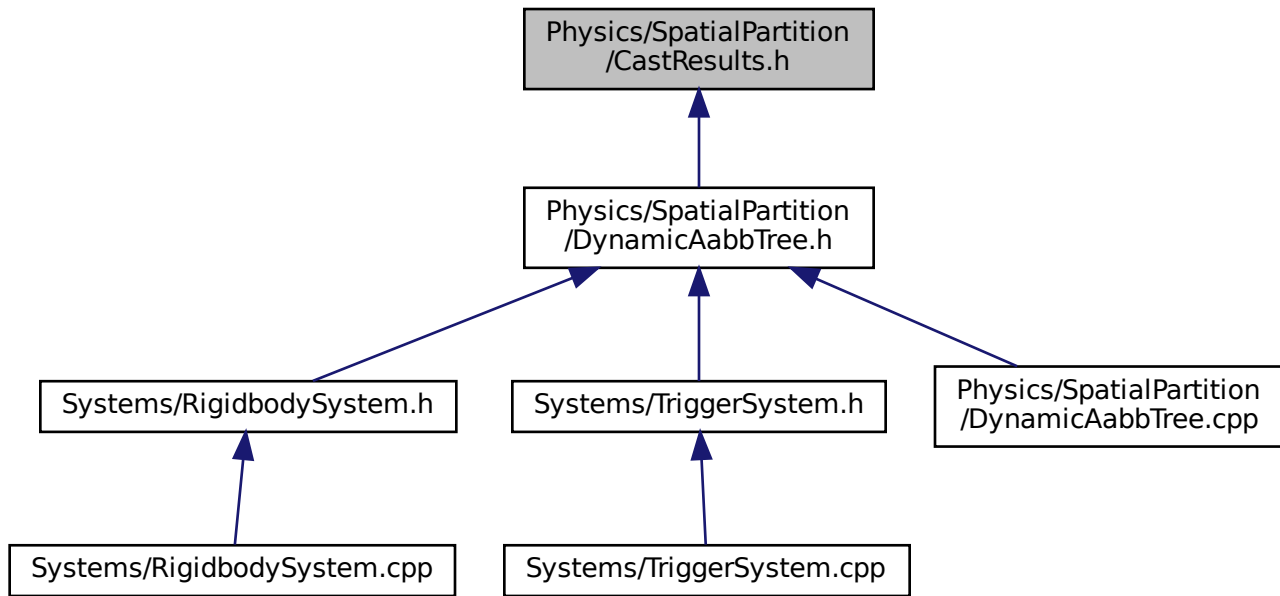 Physics/SpatialPartition
/CastResults.h
Physics/SpatialPartition
/DynamicAabbTree.h
Systems/RigidbodySystem.h
Systems/TriggerSystem.h
Physics/SpatialPartition
/DynamicAabbTree.cpp
Systems/RigidbodySystem.cpp
Systems/TriggerSystem.cpp